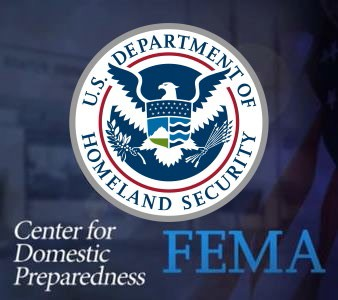 U.S. DEPARTMENT OF
HOMELAND SECURITY
Center for
Domestic
Preparedness
FEMA